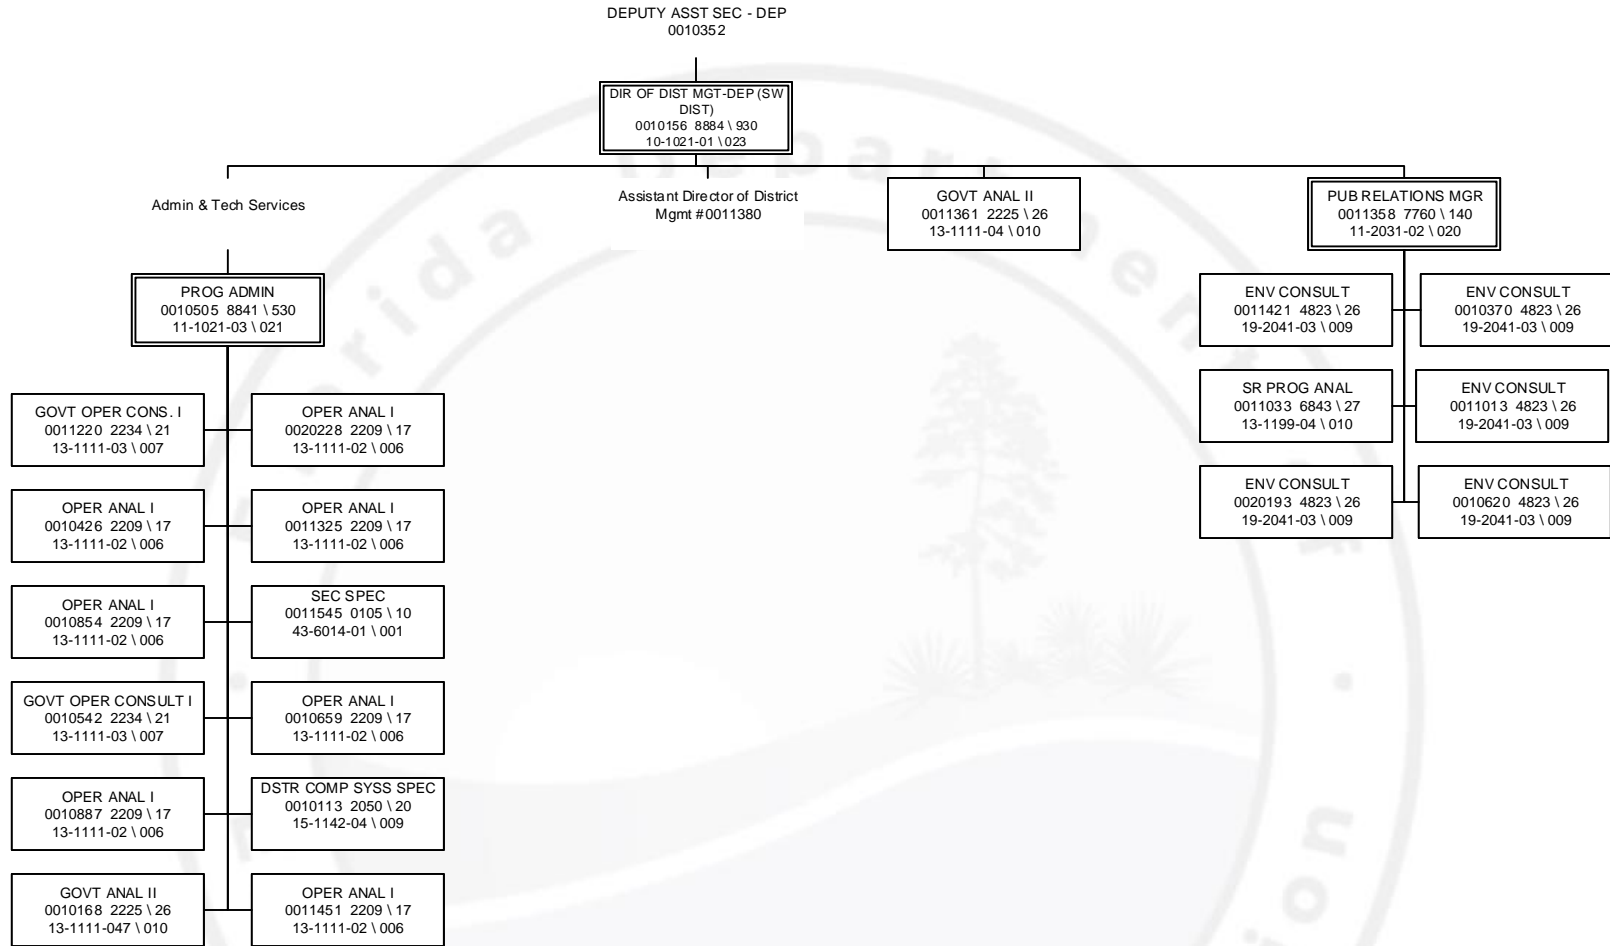 DEPUTY ASST SEC - DEP
0010352
DIR OF DIST MGT-DEP (SW
DIST)
0010156 8884 \ 930
10-1021-01 \ 023
Admin & Tech Services
Assistant Director of District
Mgmt #0011380
GOVT ANAL II
0011361 2225 \ 26
13-1111-04 \ 010
PUB RELATIONS MGR
0011358 7760 \ 140
11-2031-02 \ 020
PROG ADMIN
0010505 8841 \ 530
11-1021-03 \ 021
GOVT OPER CONS. I
0011220 2234 \ 21
13-1111-03 \ 007
OPER ANAL I
0020228 2209 \ 17
13-1111-02 \ 006
OPER ANAL I
0010426 2209 \ 17
13-1111-02 \ 006
OPER ANAL I
0011325 2209 \ 17
13-1111-02 \ 006
OPER ANAL I
0010854 2209 \ 17
13-1111-02 \ 006
SEC SPEC
0011545 0105 \ 10
43-6014-01 \ 001
GOVT OPER CONSULT I
0010542 2234 \ 21
13-1111-03 \ 007
OPER ANAL I
0010659 2209 \ 17
13-1111-02 \ 006
OPER ANAL I
0010887 2209 \ 17
13-1111-02 \ 006
DSTR COMP SYSS SPEC
0010113 2050 \ 20
15-1142-04 \ 009
GOVT ANAL II
0010168 2225 \ 26
13-1111-047 \ 010
OPER ANAL I
0011451 2209 \ 17
13-1111-02 \ 006
ENV CONSULT
0011421 4823 \ 26
19-2041-03 \ 009
ENV CONSULT
0010370 4823 \ 26
19-2041-03 \ 009
SR PROG ANAL
0011033 6843 \ 27
13-1199-04 \ 010
ENV CONSULT
0011013 4823 \ 26
19-2041-03 \ 009
ENV CONSULT
0020193 4823 \ 26
19-2041-03 \ 009
ENV CONSULT
0010620 4823 \ 26
19-2041-03 \ 009